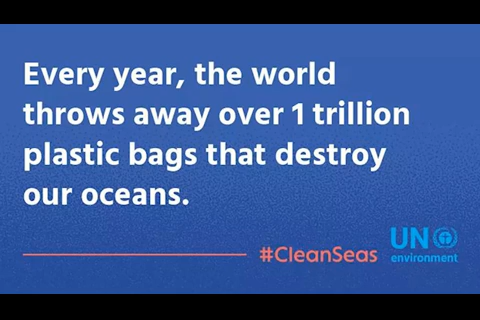 Every year, the world
throws away over 1 trillion
plastic bags that destroy
our oceans.
#CleanSeas
UN
environment